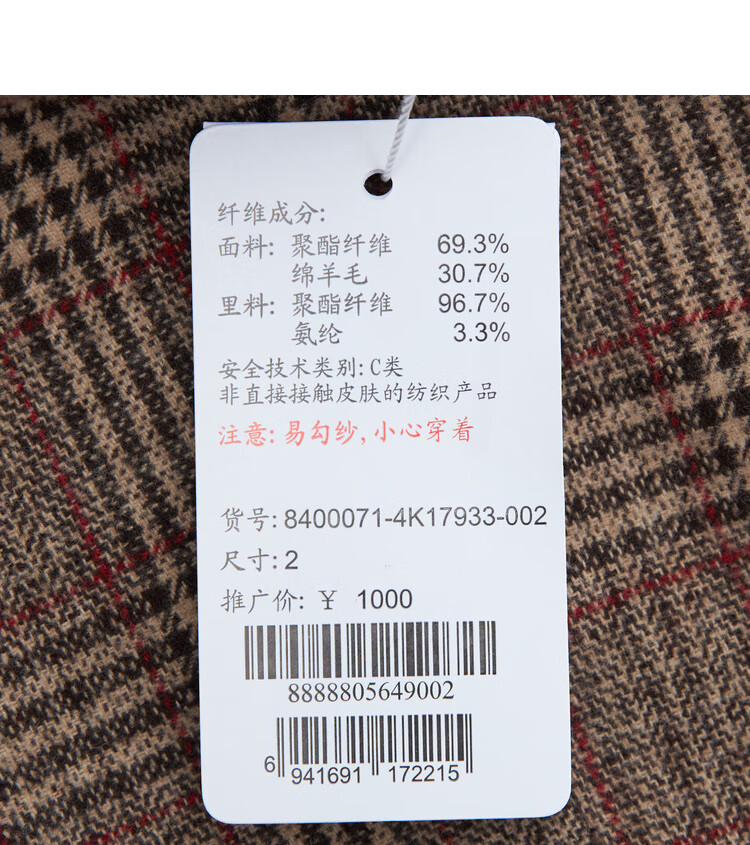 纤维成分:
面料: 聚酯纤维 69.3%
绵羊毛 30.7%
里料: 聚酯纤维 96.7%
氨纶 3.3%
安全技术类别: C类
非直接接触皮肤的纺织产品
注意: 易勾纱, 小心穿着
货号: 8400071-4K17933-002
尺寸: 2
推广价: ￥ 1000
8888805649002
6 941691 172215